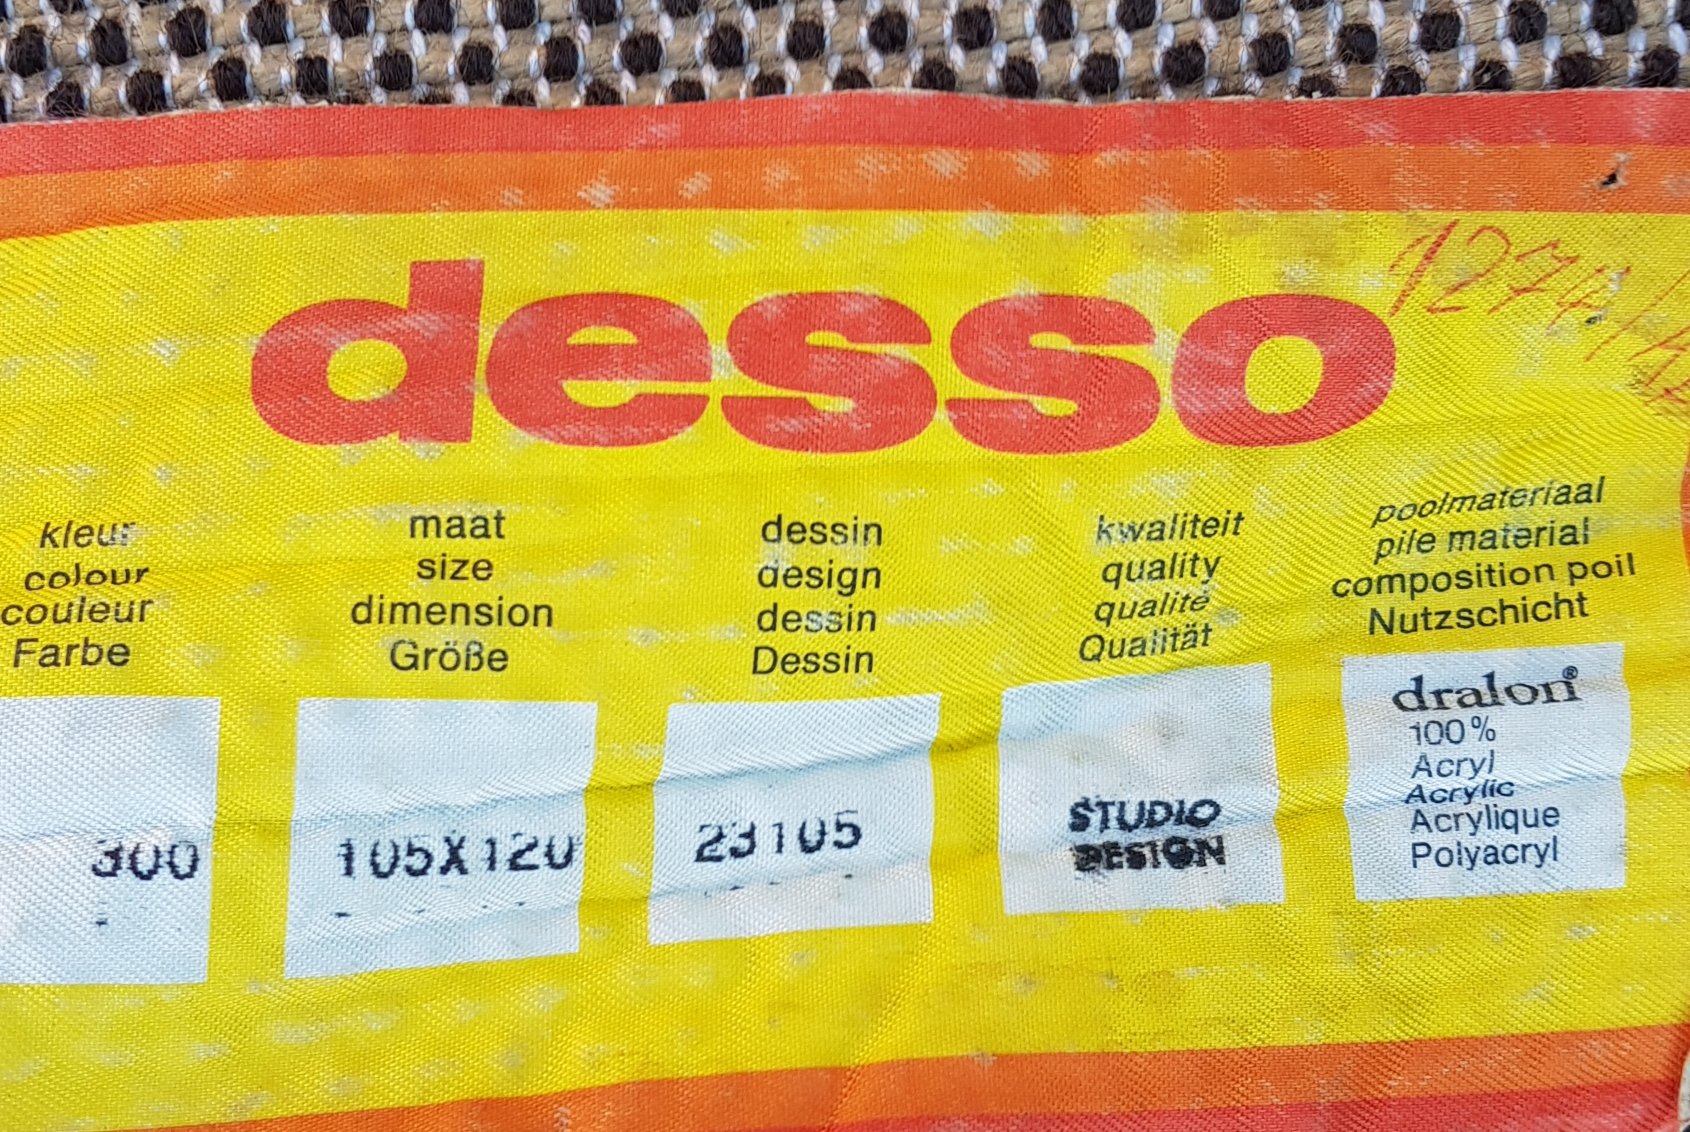 desso
1274/
kleur
colour
couleur
Farbe
300
maat
size
dimension
Größe
105X120
dessin
design
dessin
Dessin
23105
kwaliteit
quality
qualité
Qualität
STUDIO
DESIGN
poolmateriaal
pile material
composition poil
Nutzschicht
dralon®
100%
Acryl
Acrylic
Acrylique
Polyacryl